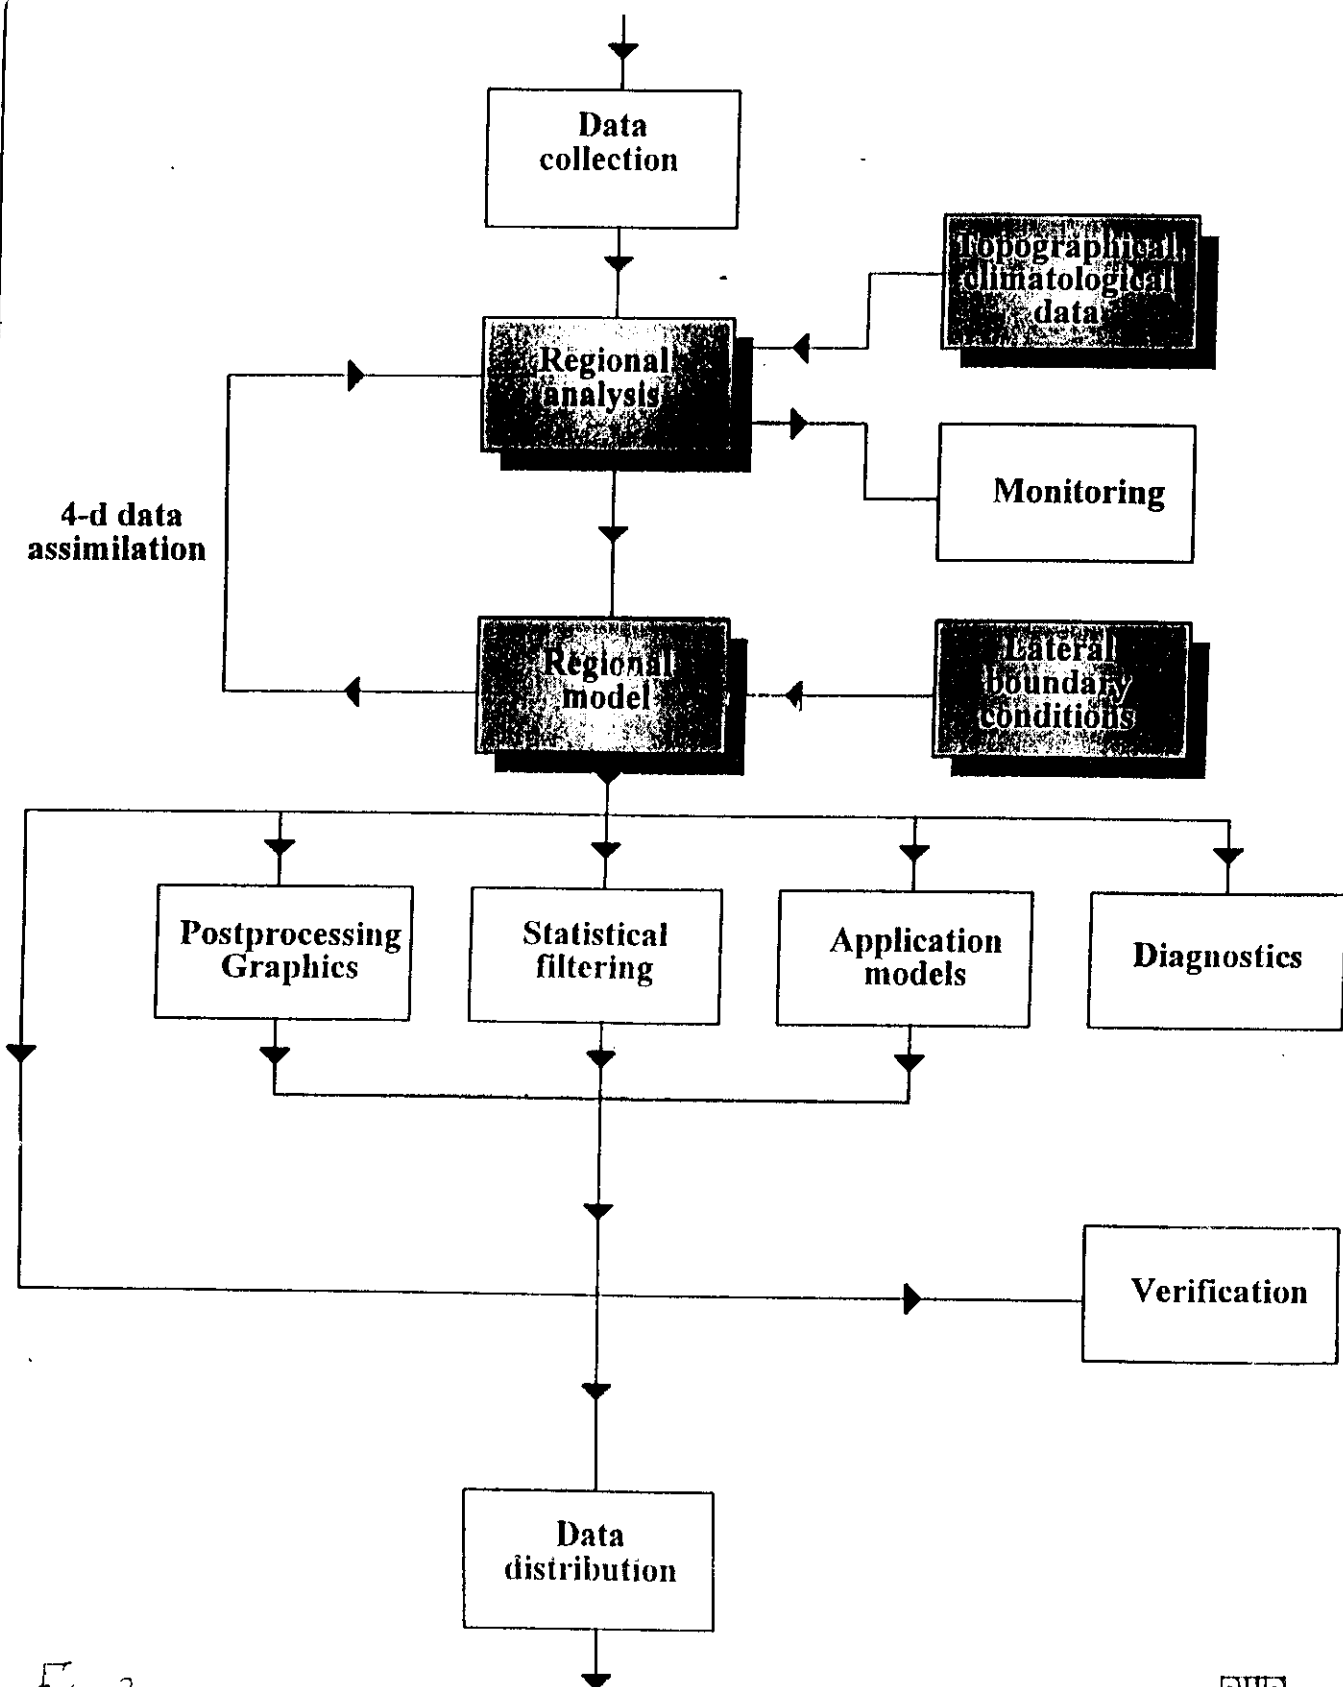 Data
collection
Topographical,
climatological
data
Regional
analysis
Monitoring
4-d data
assimilation
Regional
model
Lateral
boundary
conditions
Postprocessing
Graphics
Statistical
filtering
Application
models
Diagnostics
Verification
Data
distribution